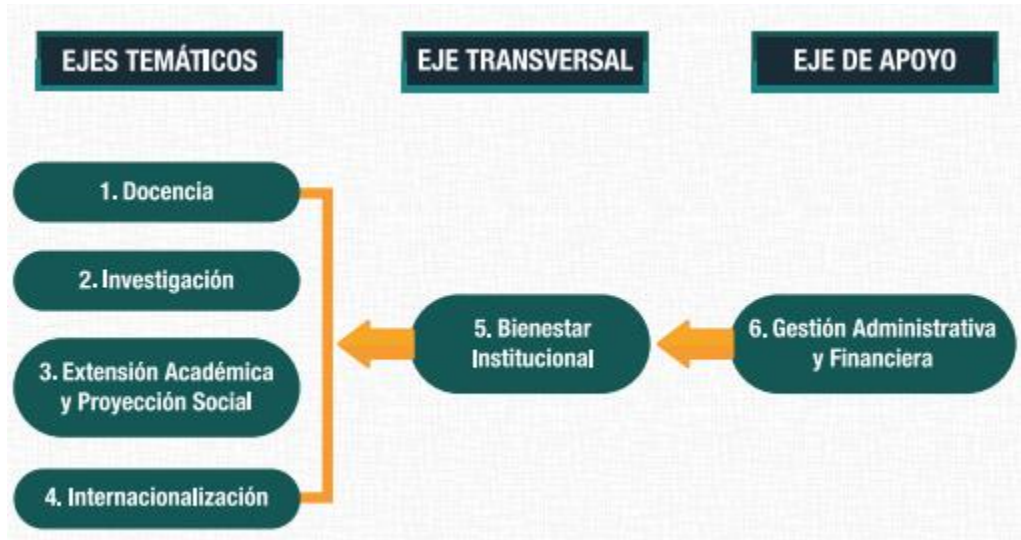 EJES TEMÁTICOS
EJE TRANSVERSAL
EJE DE APOYO
1. Docencia
2. Investigación
3. Extensión Académica
y Proyección Social
4. Internacionalización
5. Bienestar
Institucional
6. Gestión Administrativa
y Financiera